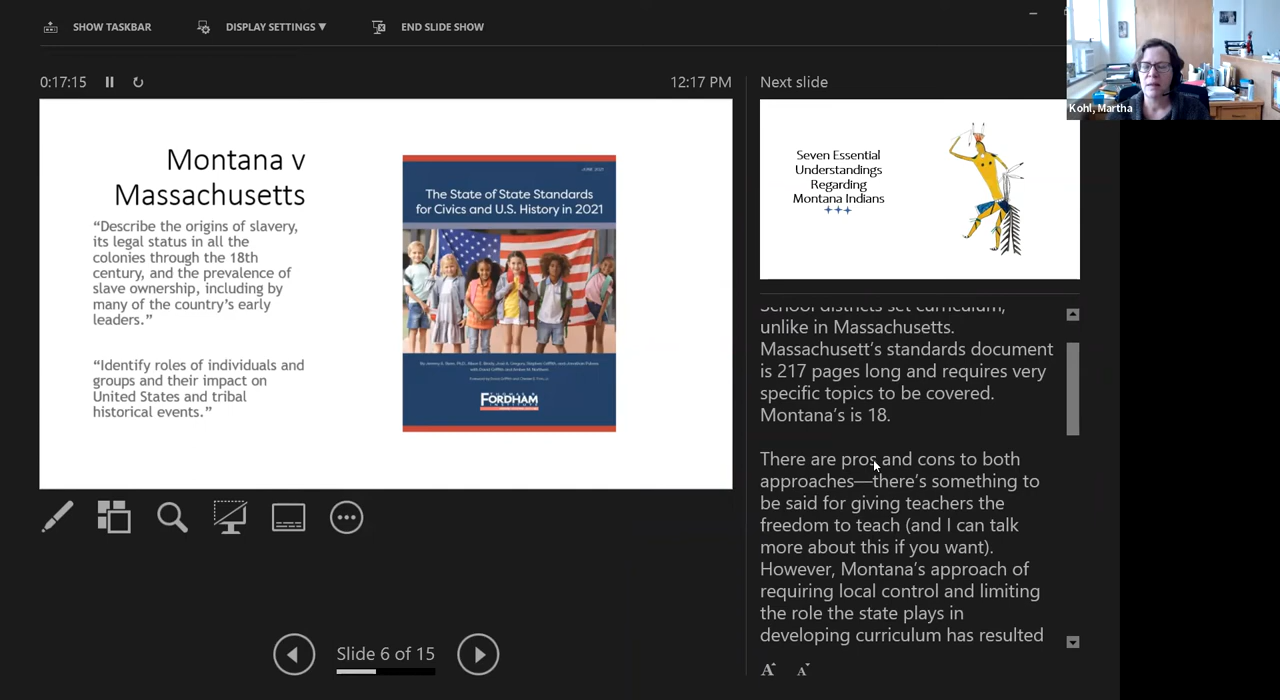 SHOW TASKBAR
DISPLAY SETTINGS ▼
END SLIDE SHOW
0:17:15
12:17 PM
Next slide
Kohl, Martha
Montana v
Massachusetts
“Describe the origins of slavery,
its legal status in all the
colonies through the 18th
century, and the prevalence of
slave ownership, including by
many of the country’s early
leaders.”
“Identify roles of individuals and
groups and their impact on
United States and tribal
historical events.”
JUNE 2021
The State of State Standards
for Civics and U.S. History in 2021
FORDHAM
INSTITUTE
Slide 6 of 15
Seven Essential
Understandings
Regarding
Montana Indians
School districts set curriculum,
unlike in Massachusetts.
Massachusett’s standards document
is 217 pages long and requires very
specific topics to be covered.
Montana’s is 18.
There are pros and cons to both
approaches—there’s something to
be said for giving teachers the
freedom to teach (and I can talk
more about this if you want).
However, Montana’s approach of
requiring local control and limiting
the role the state plays in
developing curriculum has resulted
A A